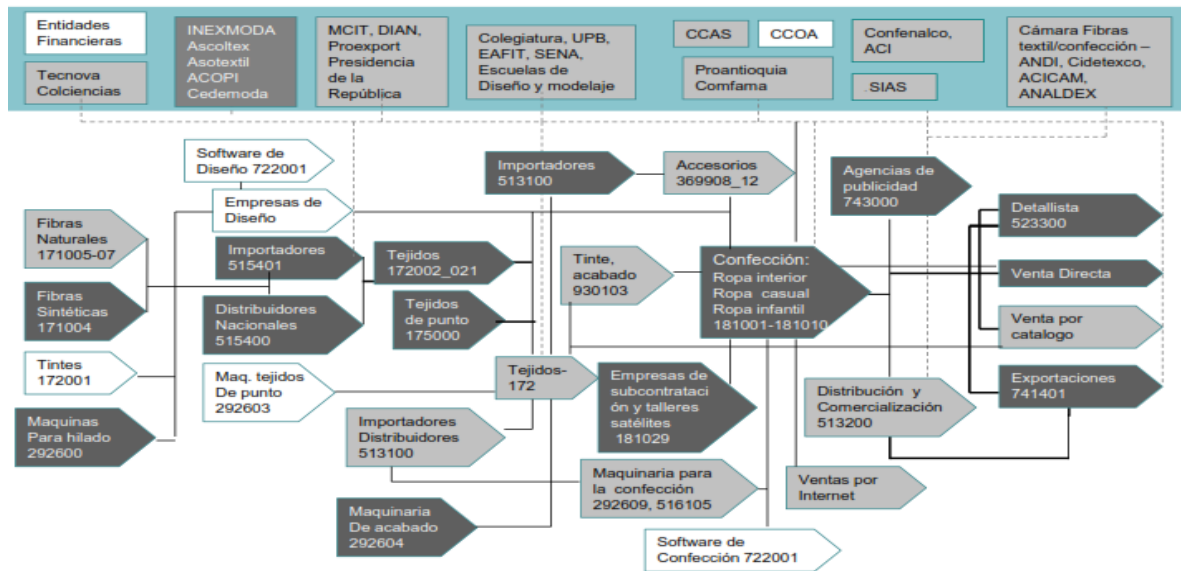 Entidades
Financieras
Tecnova
Colciencias
INEXMODA
Ascoltex
Asotextil
ACOPI
Cedemoda
MCIT, DIAN,
Proexport
Presidencia
de la
República
Colegiatura, UPB,
EAFIT, SENA,
Escuelas de
Diseño y modelaje
CCAS
CCOA
Proantioquia
Comfama
Confenalco,
ACI
.SIAS
Cámara Fibras
textil/confección –
ANDI, Cidetexco,
ACICAM,
ANALDEX
Software de
Diseño 722001
Empresas de
Diseño
Importadores
513100
Accesorios
369908_12
Agencias de
publicidad
743000
Detallista
523300
Fibras
Naturales
171005-07
Importadores
515401
Tejidos
172002_021
Tinte,
acabado
930103
Confección:
Ropa interior
Ropa casual
Ropa infantil
181001-181010
Venta Directa
Fibras
Sintéticas
171004
Distribuidores
Nacionales
515400
Tejidos
de punto
175000
Venta por
catalogo
Tintes
172001
Maq. tejidos
De punto
292603
Tejidos-
172
Empresas de
subcontratac
ón y talleres
satélites
181029
Distribución y
Comercialización
513200
Exportaciones
741401
Maquinas
Para hilado
292600
Importadores
Distribuidores
513100
Maquinaria para
la confección
292609, 516105
Ventas por
Internet
Maquinaria
De acabado
292604
Software de
Confección 722001